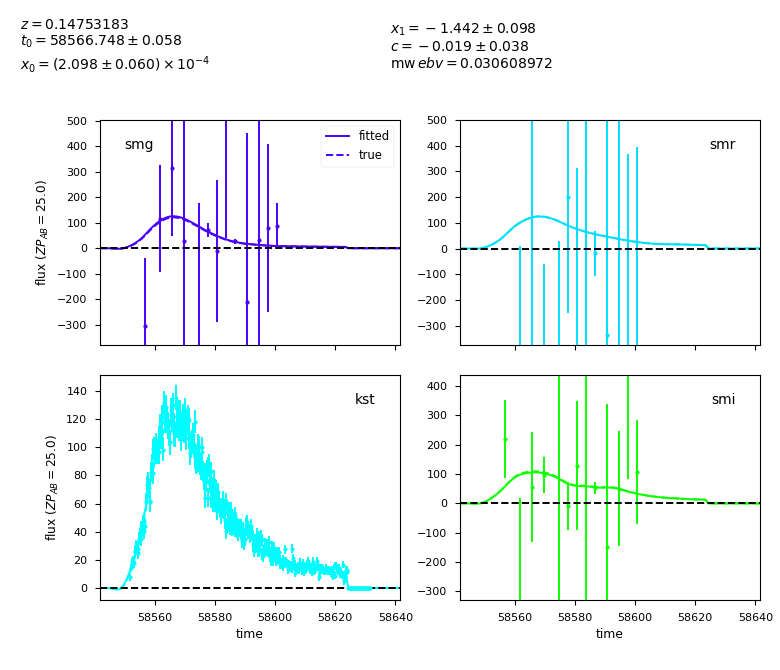 z = 0.14753183
t₀ = 58566.748 ± 0.058
x₀ = (2.098 ± 0.060) × 10⁻⁴
x₁ = −1.442 ± 0.098
c = −0.019 ± 0.038
mw ebv = 0.030608972
smg
fitted
true
500
400
300
200
100
0
−100
−200
−300
flux (ZP_AB = 25.0)
smr
500
400
300
200
100
0
−100
−200
−300
kst
140
120
100
80
60
40
20
0
flux (ZP_AB = 25.0)
58560 58580 58600 58620 58640
time
smi
400
300
200
100
0
−100
−200
−300
58560 58580 58600 58620 58640
time